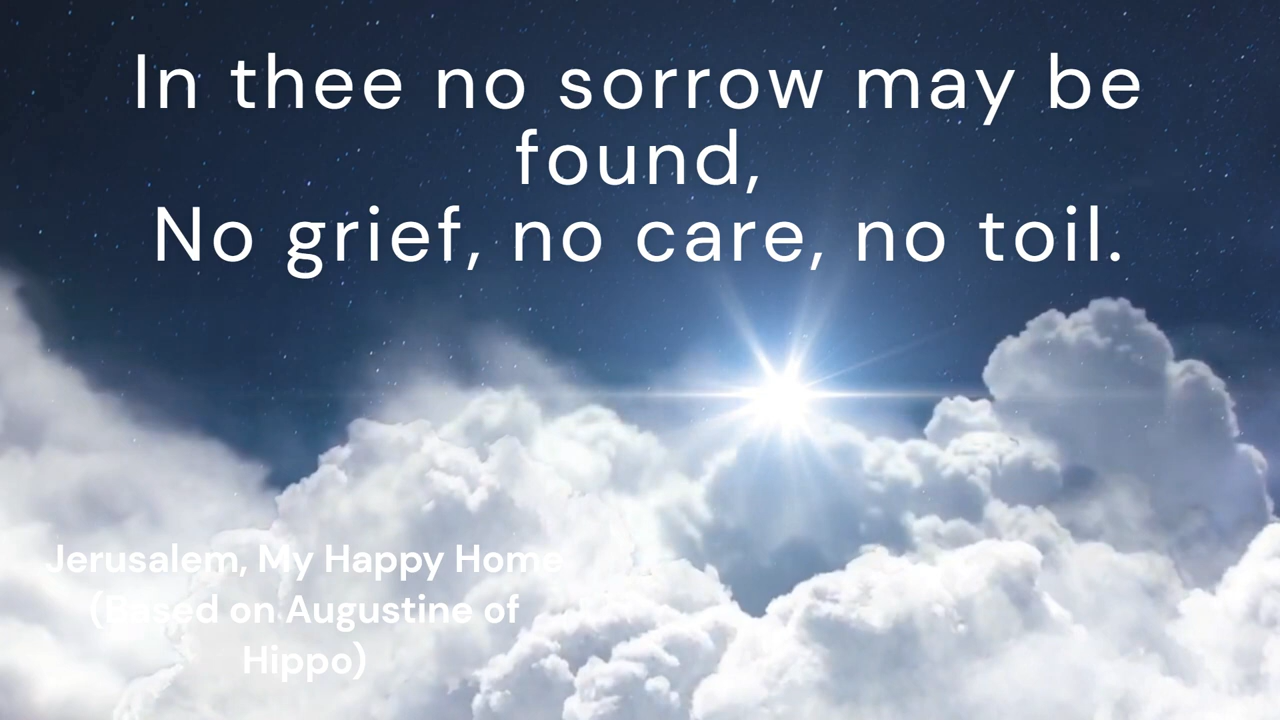 In thee no sorrow may be
found,
No grief, no care, no toil.
Jerusalem, My Happy Home
(Based on Augustine of
Hippo)